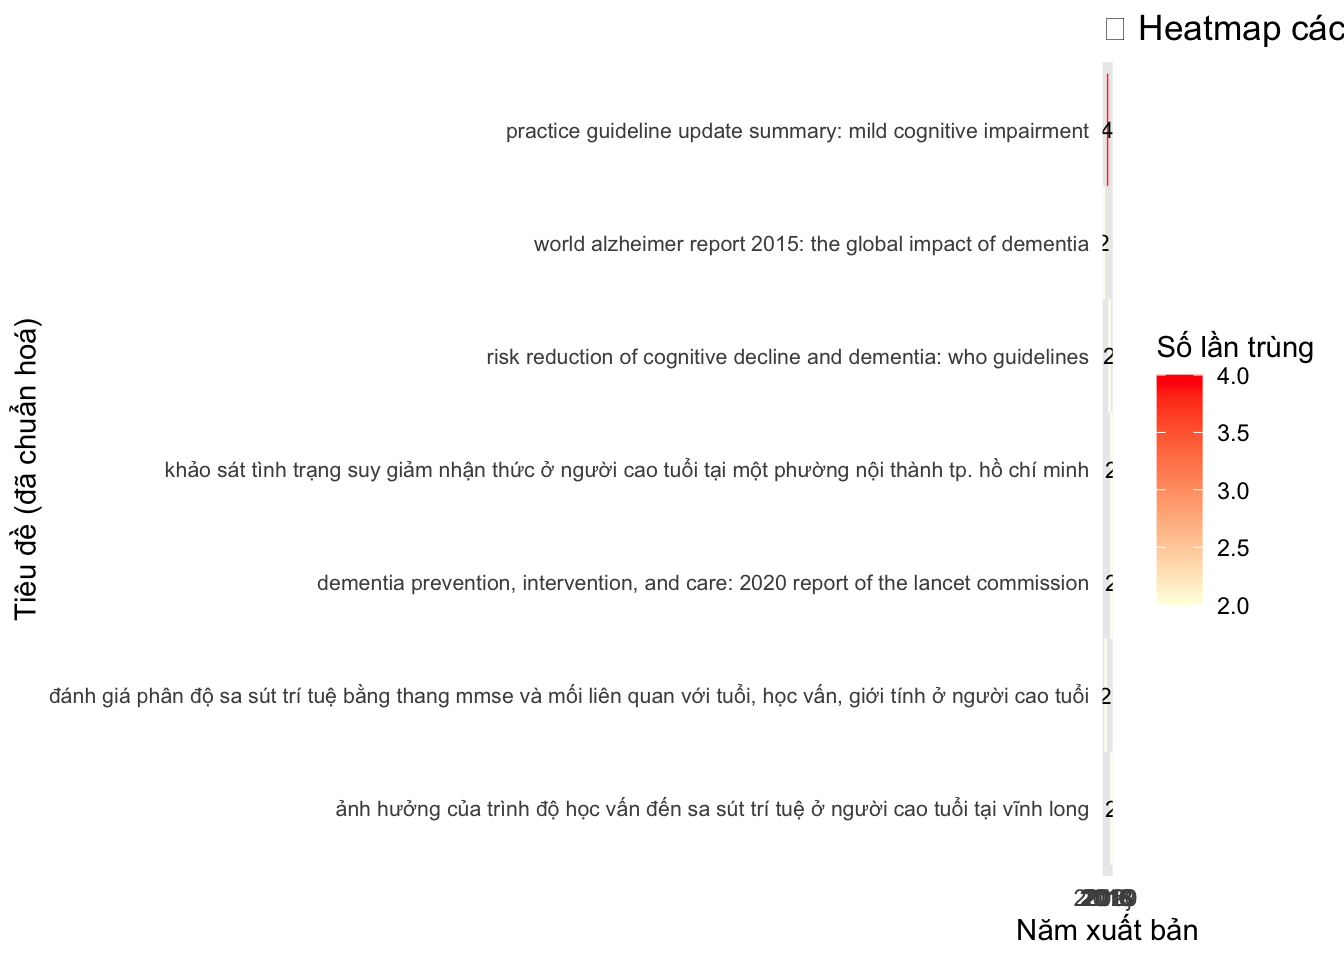 Heatmap các
practice guideline update summary: mild cognitive impairment
4
world alzheimer report 2015: the global impact of dementia
2
risk reduction of cognitive decline and dementia: who guidelines
2
khảo sát tình trạng suy giảm nhận thức ở người cao tuổi tại một phường nội thành tp. hồ chí minh
2
dementia prevention, intervention, and care: 2020 report of the lancet commission
2
đánh giá phân độ sa sút trí tuệ bằng thang mmse và mối liên quan với tuổi, học vấn, giới tính ở người cao tuổi
2
ảnh hưởng của trình độ học vấn đến sa sút trí tuệ ở người cao tuổi tại vĩnh long
2
Tiêu đề (đã chuẩn hoá)
Năm xuất bản
Số lần trùng
4.0
3.5
3.0
2.5
2.0